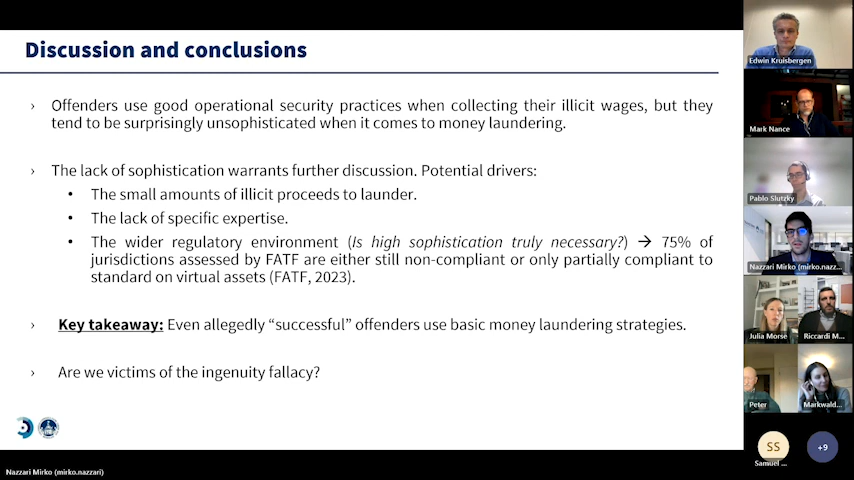 Discussion and conclusions
› Offenders use good operational security practices when collecting their illicit wages, but they
tend to be surprisingly unsophisticated when it comes to money laundering.
› The lack of sophistication warrants further discussion. Potential drivers:
• The small amounts of illicit proceeds to launder.
• The lack of specific expertise.
• The wider regulatory environment (Is high sophistication truly necessary?) → 75% of
jurisdictions assessed by FATF are either still non-compliant or only partially compliant to
standard on virtual assets (FATF, 2023).
› Key takeaway: Even allegedly “successful” offenders use basic money laundering strategies.
› Are we victims of the ingenuity fallacy?
Nazzari Mirko (mirko.nazzari)
Edwin Kruisbergen
Mark Nance
Pablo Slutzky
Nazzari Mirko (mirko.nazz...
Julia Morse
Riccardi M...
Peter
Markwald...
SS
Samuel ...
+9